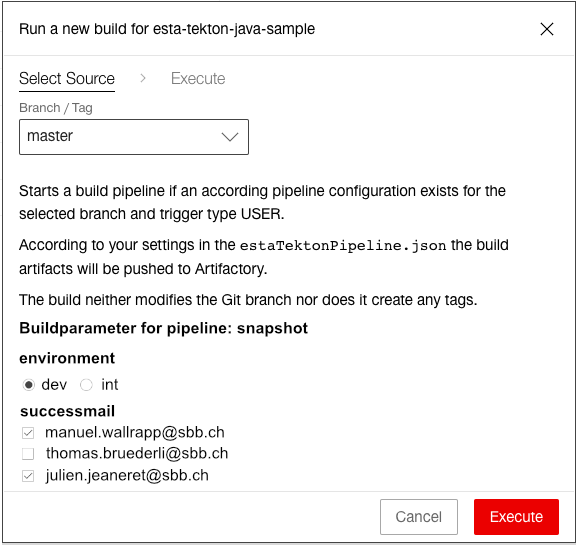 Run a new build for esta-tekton-java-sample
Select Source > Execute
Branch / Tag
master
Starts a build pipeline if an according pipeline configuration exists for the
selected branch and trigger type USER.
According to your settings in the estaTektonPipeline.json the build
artifacts will be pushed to Artifactory.
The build neither modifies the Git branch nor does it create any tags.
Buildparameter for pipeline: snapshot
environment
dev int
successmail
manuel.wallrapp@sbb.ch
thomas.bruederli@sbb.ch
julien.jeaneret@sbb.ch
Cancel Execute